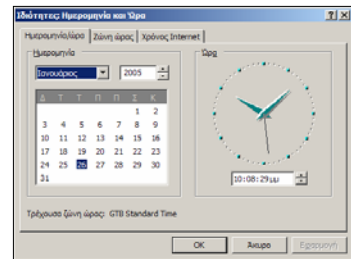 Ιδιότητες: Ημερομηνία και Ώρα
Ημερομηνία/ώρα Ζώνη ώρας Χρόνος Internet
Ημερομηνία
Ιανουάριος 2005
Δ Τ Τ Π Π Σ Κ
1 2
3 4 5 6 7 8 9
10 11 12 13 14 15 16
17 18 19 20 21 22 23
24 25 26 27 28 29 30
31
Ώρα
10:08:29 μμ
Τρέχουσα ζώνη ώρας: GTB Standard Time
OK Άκυρο Εφαρμογή